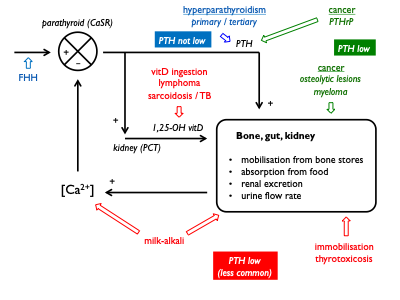 hyperparathyroidism
primary / tertiary
cancer
PTHrP
parathyroid (CaSR)
PTH not low
PTH
PTH low
+
–
FHH
vitD ingestion
lymphoma
sarcoidosis / TB
cancer
osteolytic lesions
myeloma
+
+
1,25-OH vitD
kidney (PCT)
Bone, gut, kidney
• mobilisation from bone stores
• absorption from food
• renal excretion
• urine flow rate
+
[Ca2+]
milk-alkali
immobilisation
thyrotoxicosis
PTH low
(less common)